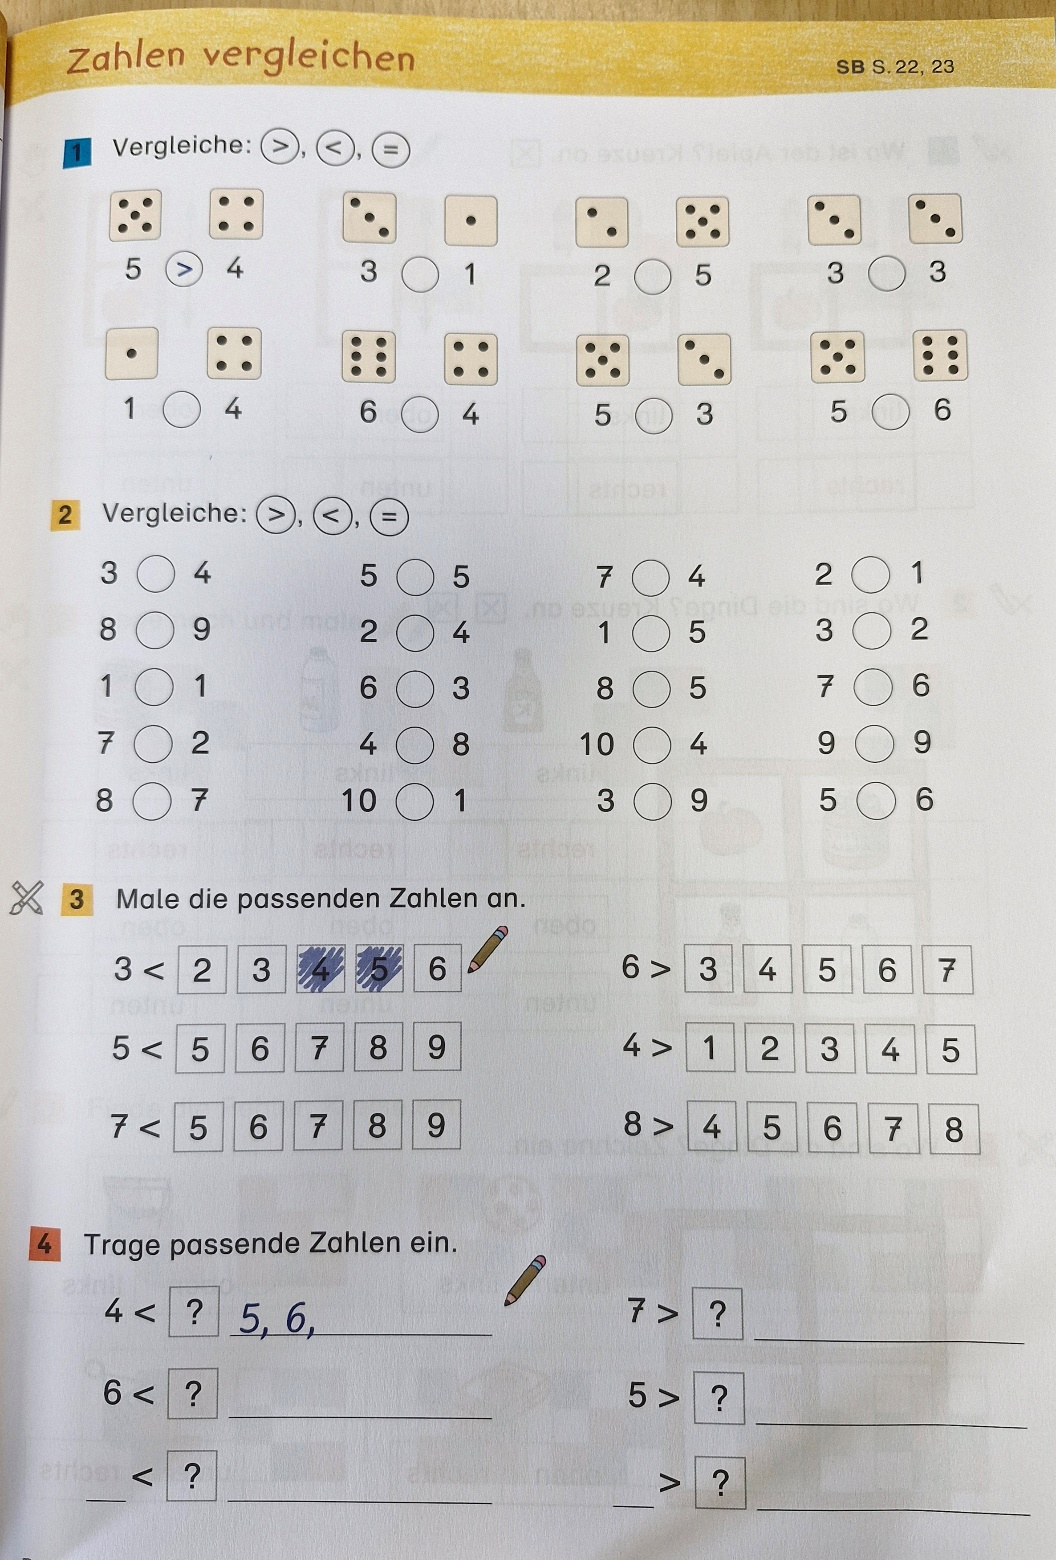 Zahlen vergleichen
SB S. 22, 23
1 Vergleiche: >, <, =
5 > 4 3 1 2 5 3 3
1 4 6 4 5 3 5 6
2 Vergleiche: >, <, =
3 4 5 5 7 4 2 1
8 9 2 4 1 5 3 2
1 1 6 3 8 5 7 6
7 2 4 8 10 4 9 9
8 7 10 1 3 9 5 6
3 Male die passenden Zahlen an.
3 < 2 3 4 5 6 6 > 3 4 5 6 7
5 < 5 6 7 8 9 4 > 1 2 3 4 5
7 < 5 6 7 8 9 8 > 4 5 6 7 8
4 Trage passende Zahlen ein.
4 < ? 5, 6, 7 > ?
6 < ? 5 > ?
< ? > ?